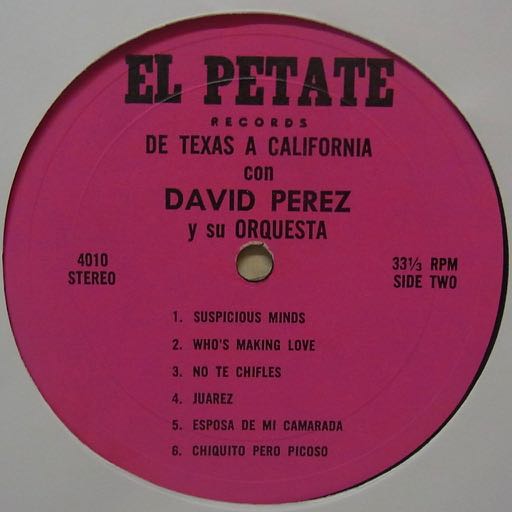 EL PETATE
RECORDS
DE TEXAS A CALIFORNIA
con
DAVID PEREZ
y su ORQUESTA
4010
STEREO
33⅓ RPM
SIDE TWO
1. SUSPICIOUS MINDS
2. WHO'S MAKING LOVE
3. NO TE CHIFLES
4. JUAREZ
5. ESPOSA DE MI CAMARADA
6. CHIQUITO PERO PICOSO